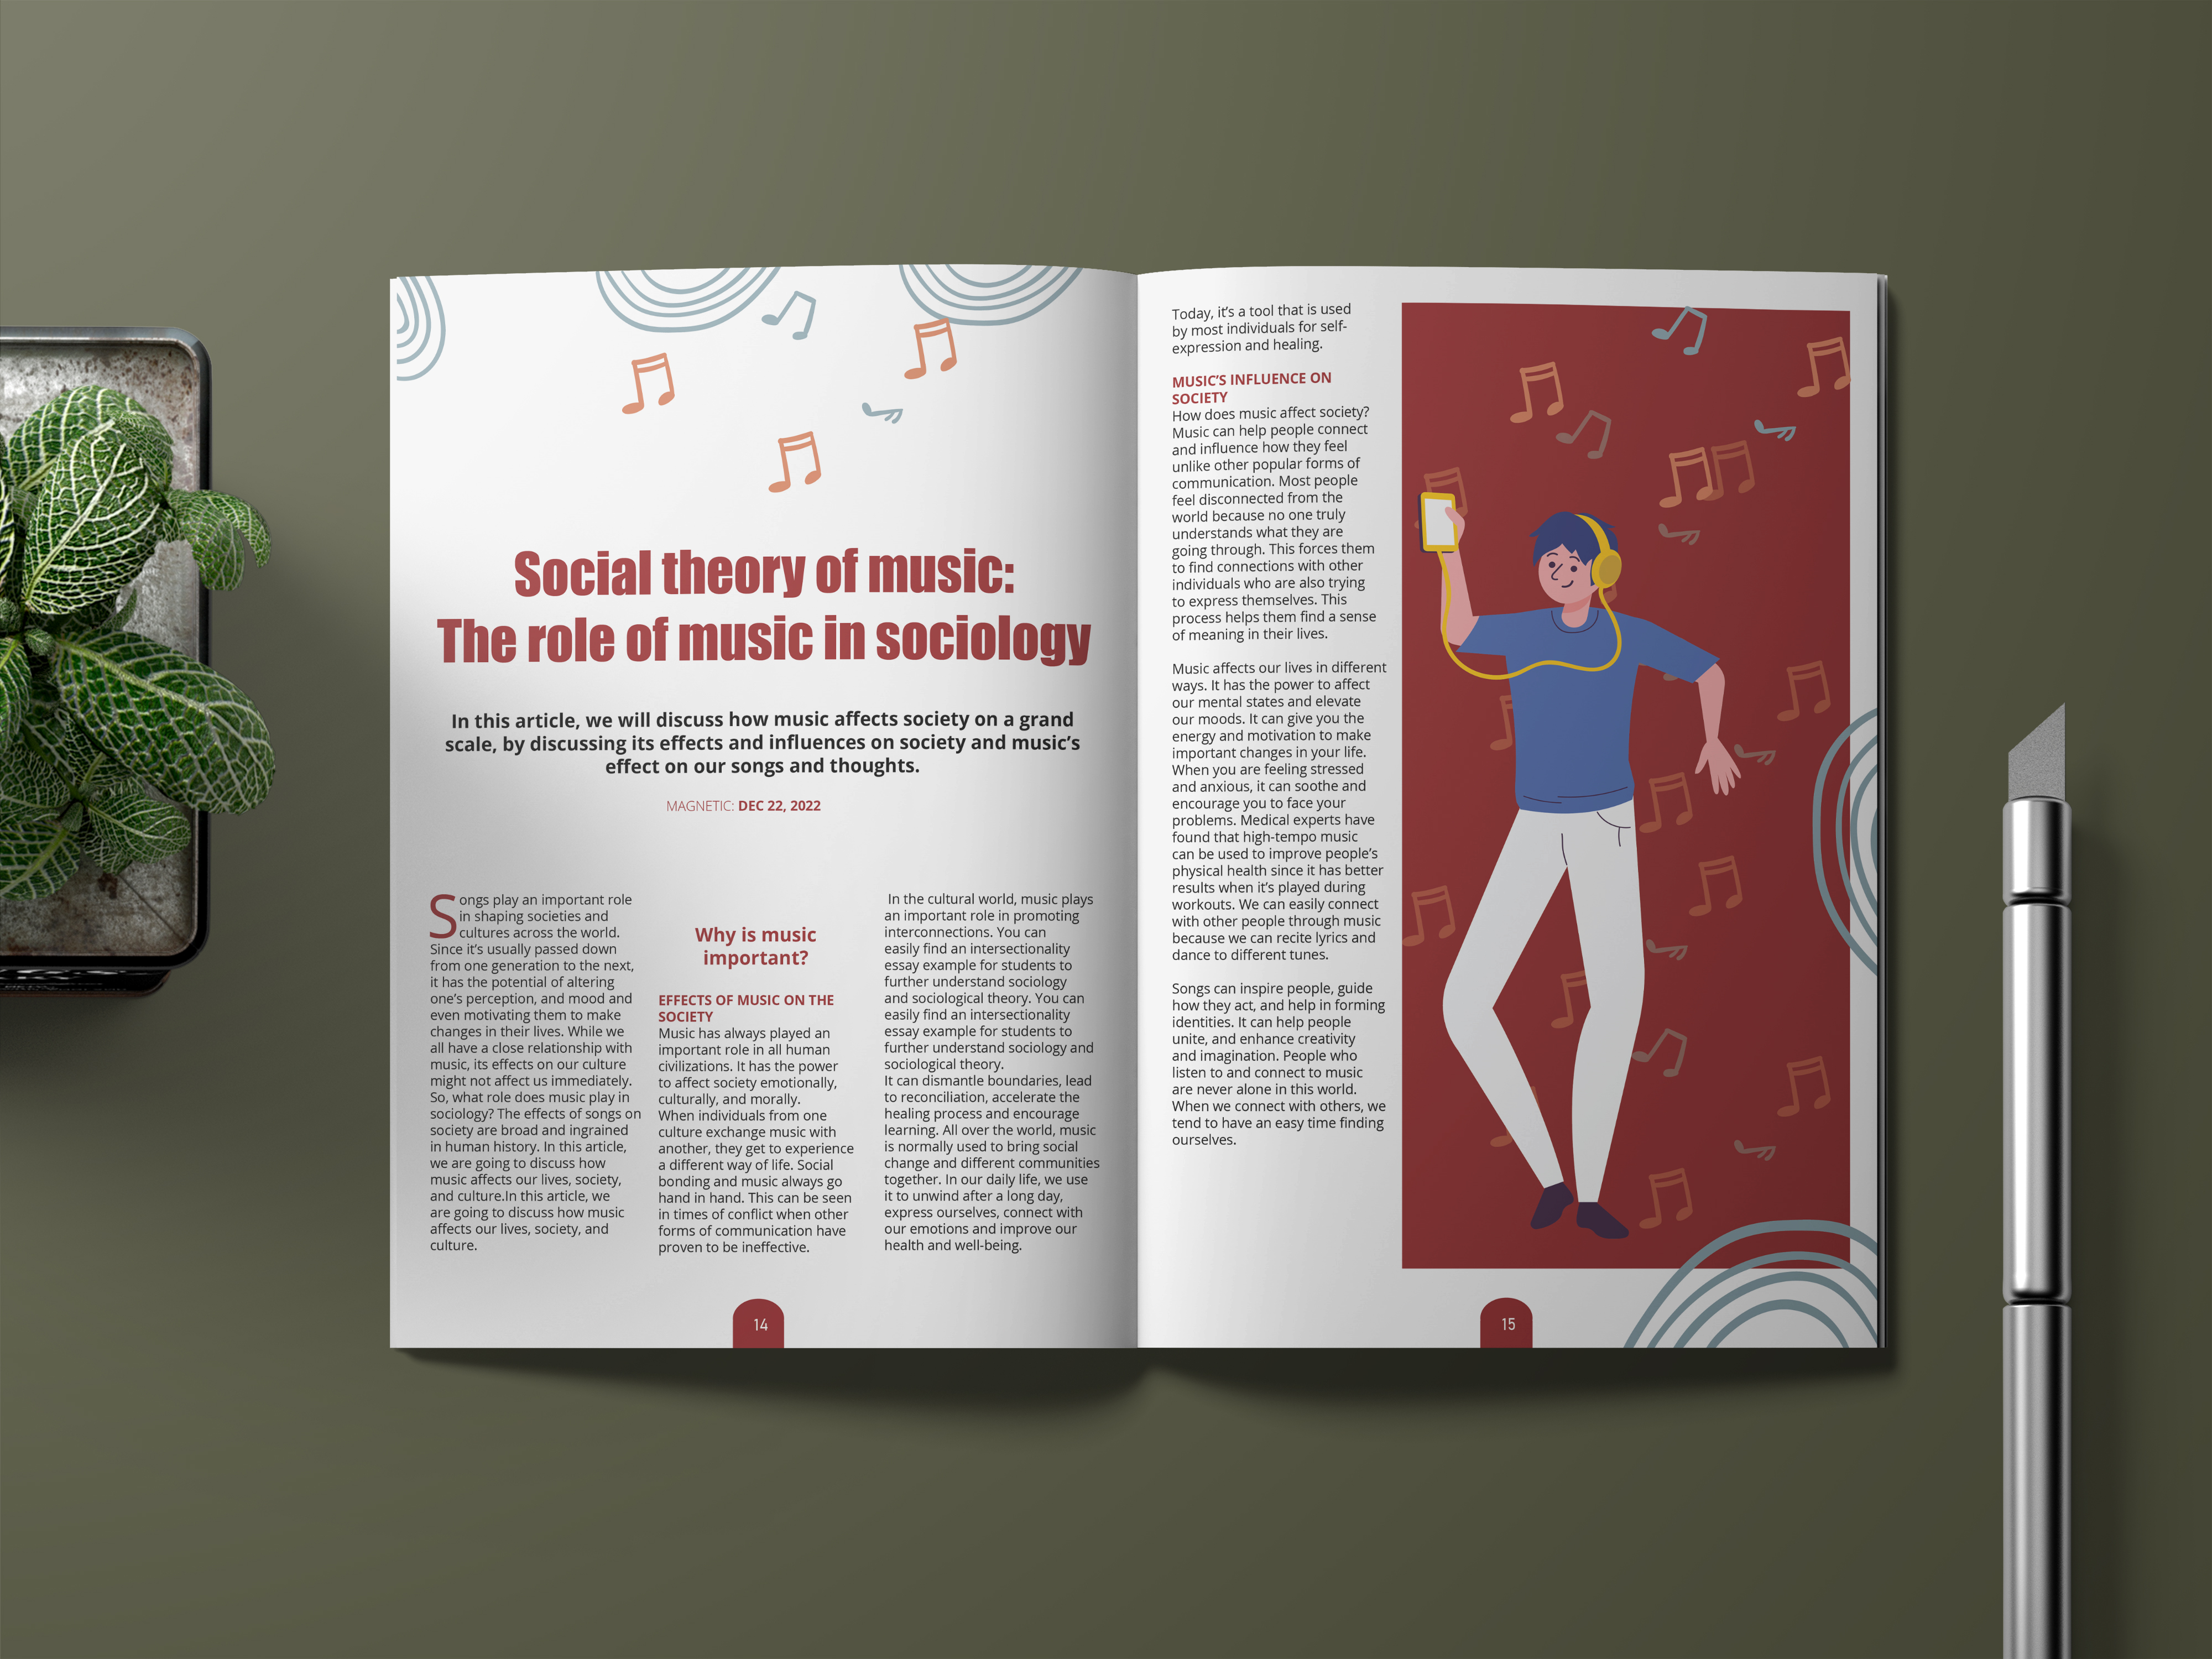 Social theory of music:
The role of music in sociology
In this article, we will discuss how music affects society on a grand
scale, by discussing its effects and influences on society and music's
effect on our songs and thoughts.
MAGNETIC: DEC 22, 2022
Songs play an important role
in shaping societies and
cultures across the world.
Since it's usually passed down
from one generation to the next,
it has the potential of altering
one's perception, and mood and
even motivating them to make
changes in their lives. While we
all have a close relationship with
music, its effects on our culture
might not affect us immediately.
So, what role does music play in
sociology? The effects of songs on
society are broad and ingrained
in human history. In this article,
we are going to discuss how
music affects our lives, society,
and culture.In this article, we
are going to discuss how music
affects our lives, society, and
culture.
Why is music
important?
EFFECTS OF MUSIC ON THE
SOCIETY
Music has always played an
important role in all human
civilizations. It has the power
to affect society emotionally,
culturally, and morally.
When individuals from one
culture exchange music with
another, they get to experience
a different way of life. Social
bonding and music always go
hand in hand. This can be seen
in times of conflict when other
forms of communication have
proven to be ineffective.
In the cultural world, music plays
an important role in promoting
interconnections. You can
easily find an intersectionality
essay example for students to
further understand sociology
and sociological theory. You can
easily find an intersectionality
essay example for students to
further understand sociology and
sociological theory.
It can dismantle boundaries, lead
to reconciliation, accelerate the
healing process and encourage
learning. All over the world, music
is normally used to bring social
change and different communities
together. In our daily life, we use
it to unwind after a long day,
express ourselves, connect with
our emotions and improve our
health and well-being.
14
Today, it's a tool that is used
by most individuals for self-
expression and healing.
MUSIC'S INFLUENCE ON
SOCIETY
How does music affect society?
Music can help people connect
and influence how they feel
unlike other popular forms of
communication. Most people
feel disconnected from the
world because no one truly
understands what they are
going through. This forces them
to find connections with other
individuals who are also trying
to express themselves. This
process helps them find a sense
of meaning in their lives.
Music affects our lives in different
ways. It has the power to affect
our mental states and elevate
our moods. It can give you the
energy and motivation to make
important changes in your life.
When you are feeling stressed
and anxious, it can soothe and
encourage you to face your
problems. Medical experts have
found that high-tempo music
can be used to improve people's
physical health since it has better
results when it's played during
workouts. We can easily connect
with other people through music
because we can recite lyrics and
dance to different tunes.
Songs can inspire people, guide
how they act, and help in forming
identities. It can help people
unite, and enhance creativity
and imagination. People who
listen to and connect to music
are never alone in this world.
When we connect with others, we
tend to have an easy time finding
ourselves.
15